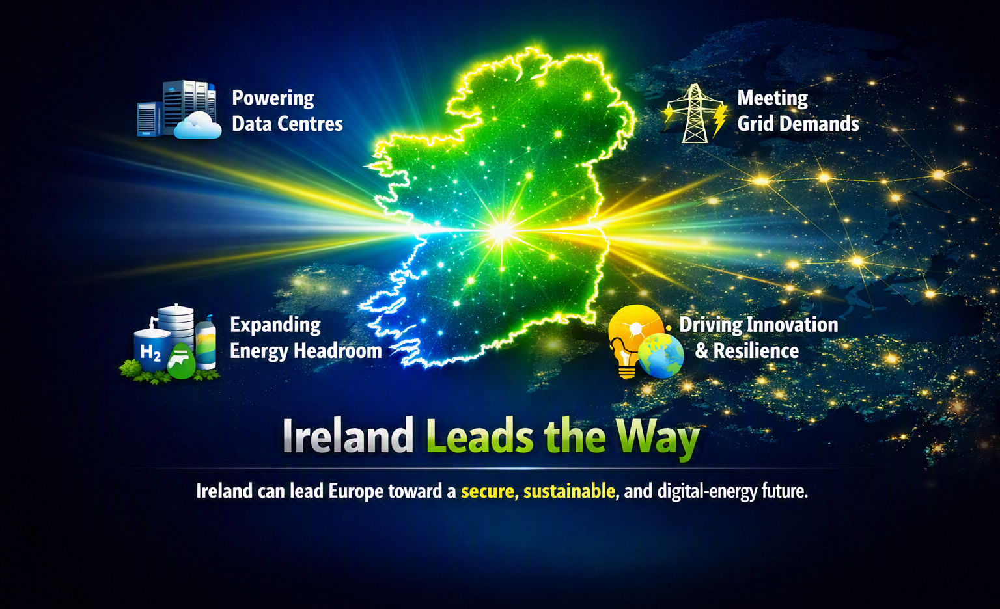 Powering
Data Centres
Meeting
Grid Demands
Expanding
Energy Headroom
H2
Driving Innovation
& Resilience
Ireland Leads the Way
Ireland can lead Europe toward a secure, sustainable, and digital-energy future.